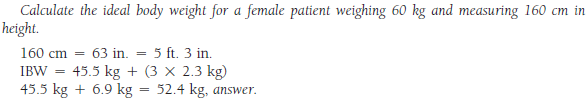 Calculate the ideal body weight for a female patient weighing 60 kg and measuring 160 cm in
height.
160 cm = 63 in. = 5 ft. 3 in.
IBW = 45.5 kg + (3 × 2.3 kg)
45.5 kg + 6.9 kg = 52.4 kg, answer.